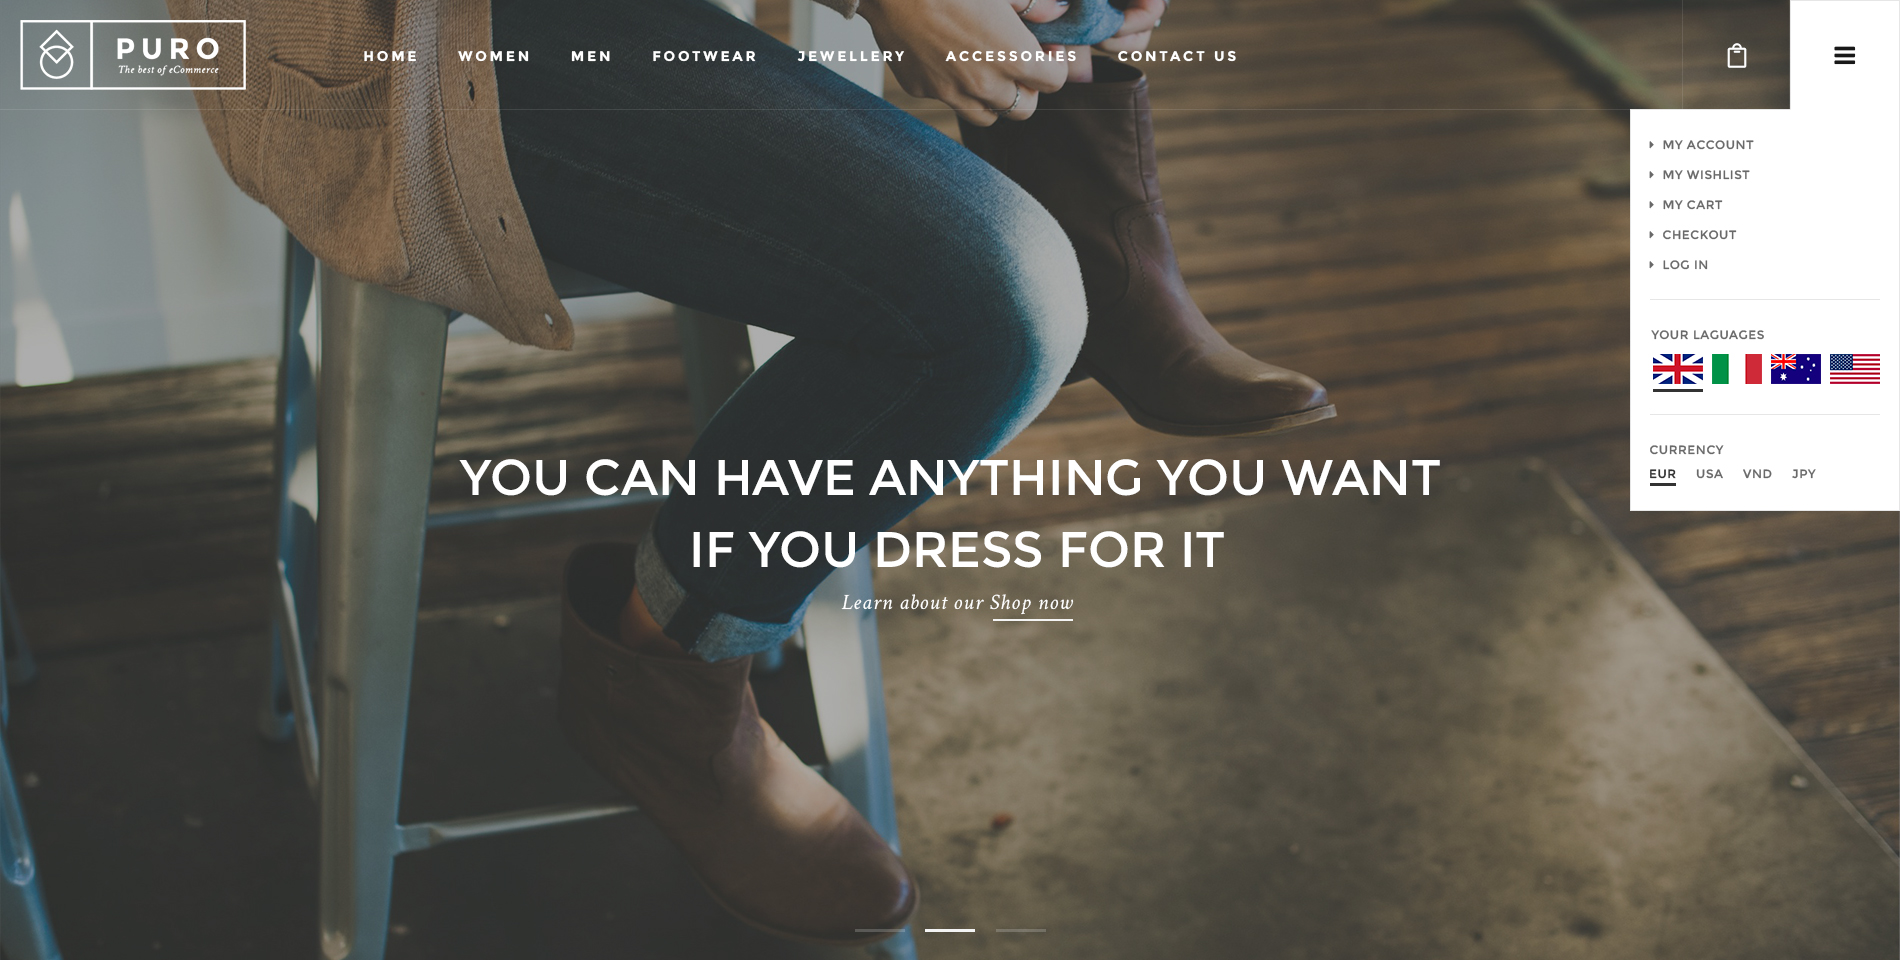 PURO
The best of eCommerce
HOME WOMEN MEN FOOTWEAR JEWELLERY ACCESSORIES CONTACT US
MY ACCOUNT
MY WISHLIST
MY CART
CHECKOUT
LOG IN
YOUR LAGUAGES
CURRENCY
EUR USA VND JPY
YOU CAN HAVE ANYTHING YOU WANT
IF YOU DRESS FOR IT
Learn about our Shop now